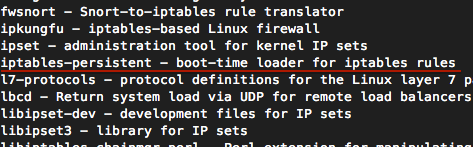 fwsnort - Snort-to-iptables rule translator
ipkungfu - iptables-based Linux firewall
ipset - administration tool for kernel IP sets
iptables-persistent - boot-time loader for iptables rules
l7-protocols - protocol definitions for the Linux layer 7 p
lbcd - Return system load via UDP for remote load balancers
libipset-dev - development files for IP sets
libipset3 - library for IP sets
libiptables-chainmgr-perl - Perl extension for manipulating